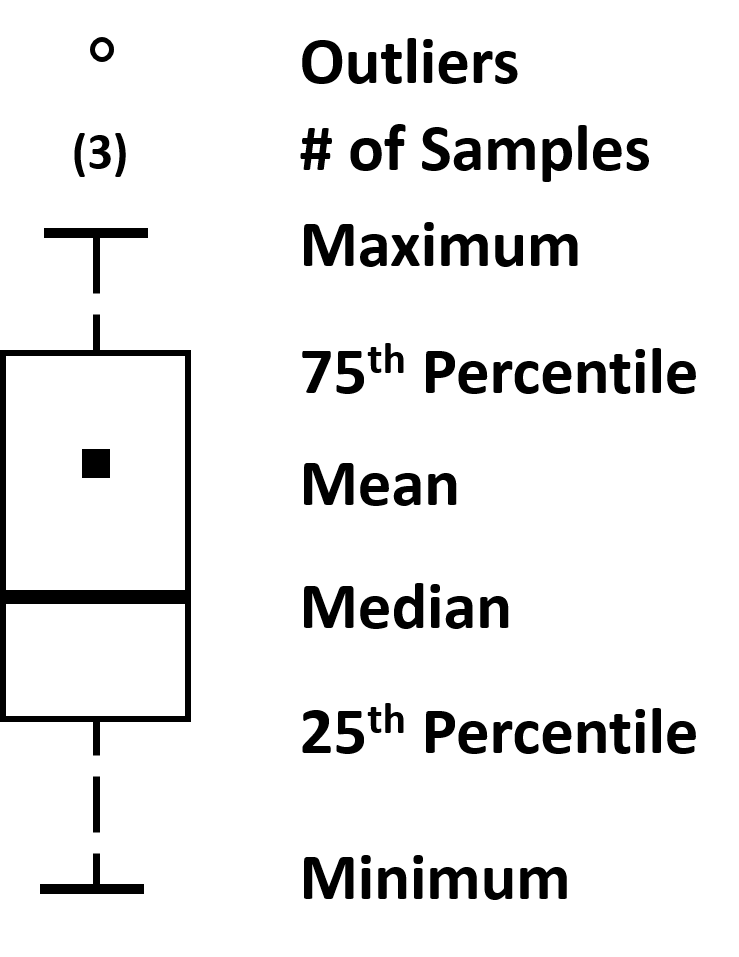 Outliers
(3) # of Samples
Maximum
75th Percentile
Mean
Median
25th Percentile
Minimum